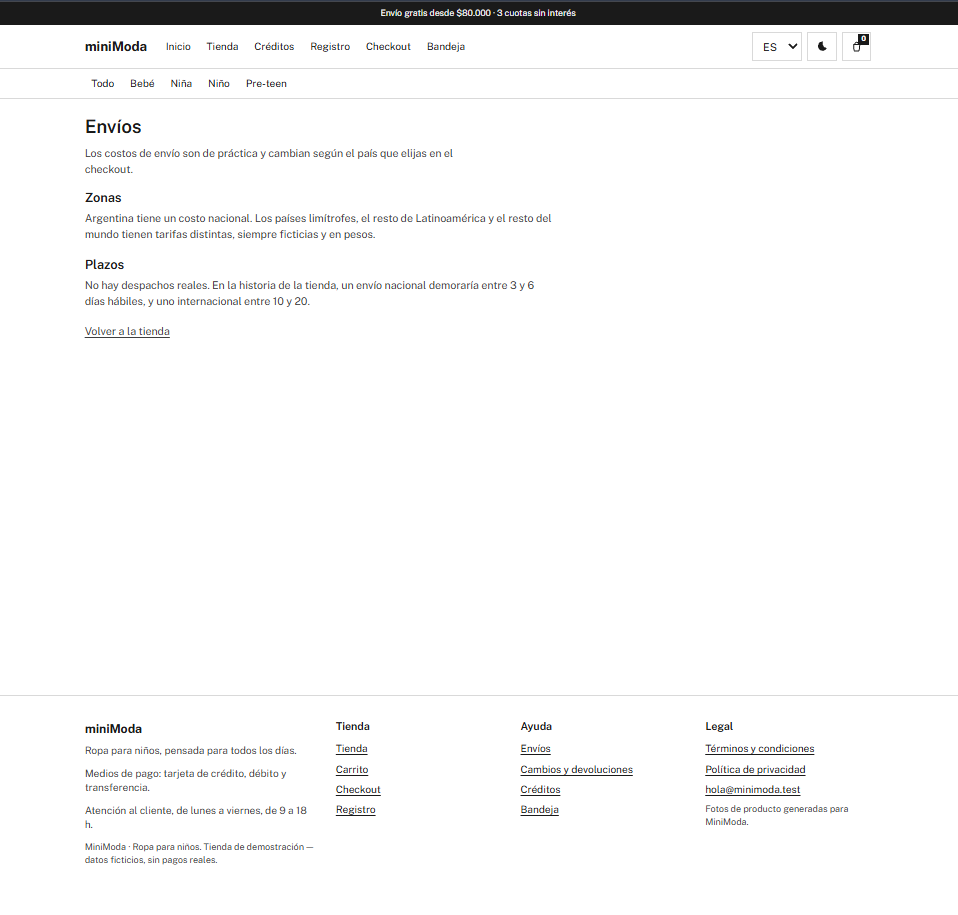 Envío gratis desde $80.000 · 3 cuotas sin interés
miniModa Inicio Tienda Créditos Registro Checkout Bandeja ES 0
Todo Bebé Niña Niño Pre-teen
Envíos
Los costos de envío son de práctica y cambian según el país que elijas en el
checkout.
Zonas
Argentina tiene un costo nacional. Los países limítrofes, el resto de Latinoamérica y el resto del
mundo tienen tarifas distintas, siempre ficticias y en pesos.
Plazos
No hay despachos reales. En la historia de la tienda, un envío nacional demoraría entre 3 y 6
días hábiles, y uno internacional entre 10 y 20.
Volver a la tienda
miniModa
Ropa para niños, pensada para todos los días.
Medios de pago: tarjeta de crédito, débito y
transferencia.
Atención al cliente, de lunes a viernes, de 9 a 18
h.
MiniModa · Ropa para niños. Tienda de demostración —
datos ficticios, sin pagos reales.
Tienda
Tienda
Carrito
Checkout
Registro
Ayuda
Envíos
Cambios y devoluciones
Créditos
Bandeja
Legal
Términos y condiciones
Política de privacidad
hola@minimoda.test
Fotos de producto generadas para
MiniModa.